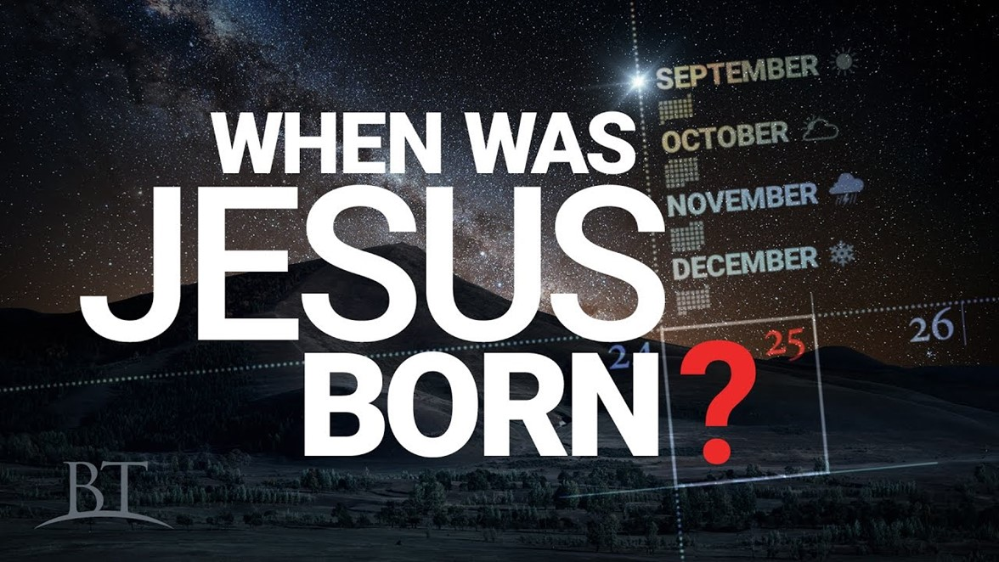 WHEN WAS
JESUS
BORN?
SEPTEMBER
OCTOBER
NOVEMBER
DECEMBER
24
25
26
BT